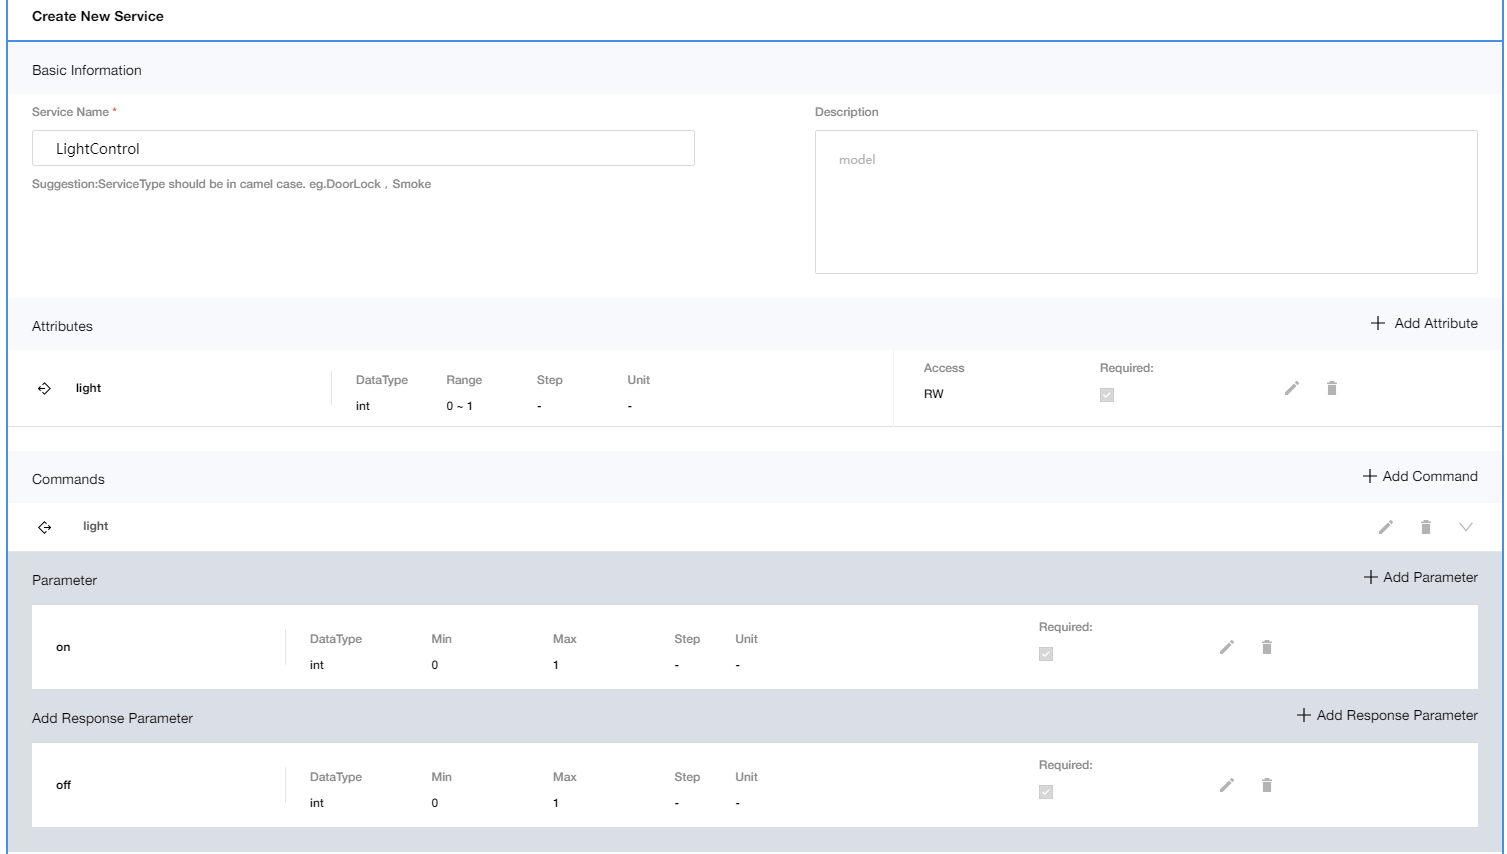 Create New Service
Basic Information
Service Name *
Description
LightControl
model
Suggestion:ServiceType should be in camel case. eg.DoorLock , Smoke
Attributes
Add Attribute
light
DataType Range Step Unit
int 0 ~ 1 - -
Access Required:
RW
Commands
Add Command
light
Parameter
Add Parameter
on
DataType Min Max Step Unit
int 0 1 - -
Required:
Add Response Parameter
Add Response Parameter
off
DataType Min Max Step Unit
int 0 1 - -
Required: